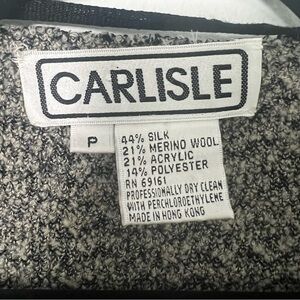 CARLISLE
P
44% SILK
21% MERINO WOOL
21% ACRYLIC
14% POLYESTER
RN 69161
PROFESSIONALLY DRY CLEAN
WITH PERCHLOROETHYLENE
MADE IN HONG KONG